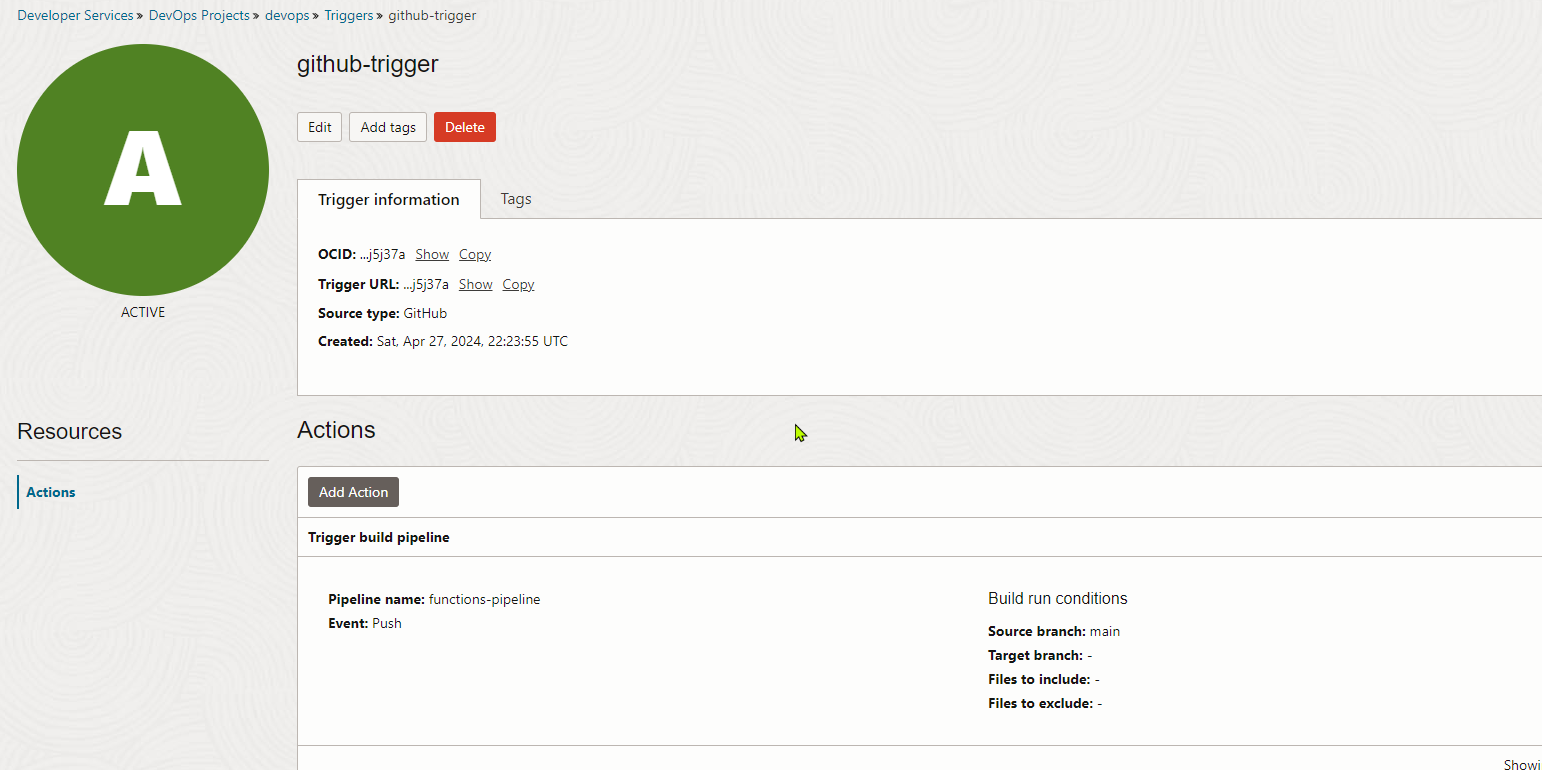 Developer Services » DevOps Projects » devops » Triggers » github-trigger
A
ACTIVE
github-trigger
Edit Add tags Delete
Trigger information Tags
OCID: ...j5j37a Show Copy
Trigger URL: ...j5j37a Show Copy
Source type: GitHub
Created: Sat, Apr 27, 2024, 22:23:55 UTC
Resources
Actions
Actions
Add Action
Trigger build pipeline
Pipeline name: functions-pipeline
Event: Push
Build run conditions
Source branch: main
Target branch: -
Files to include: -
Files to exclude: -